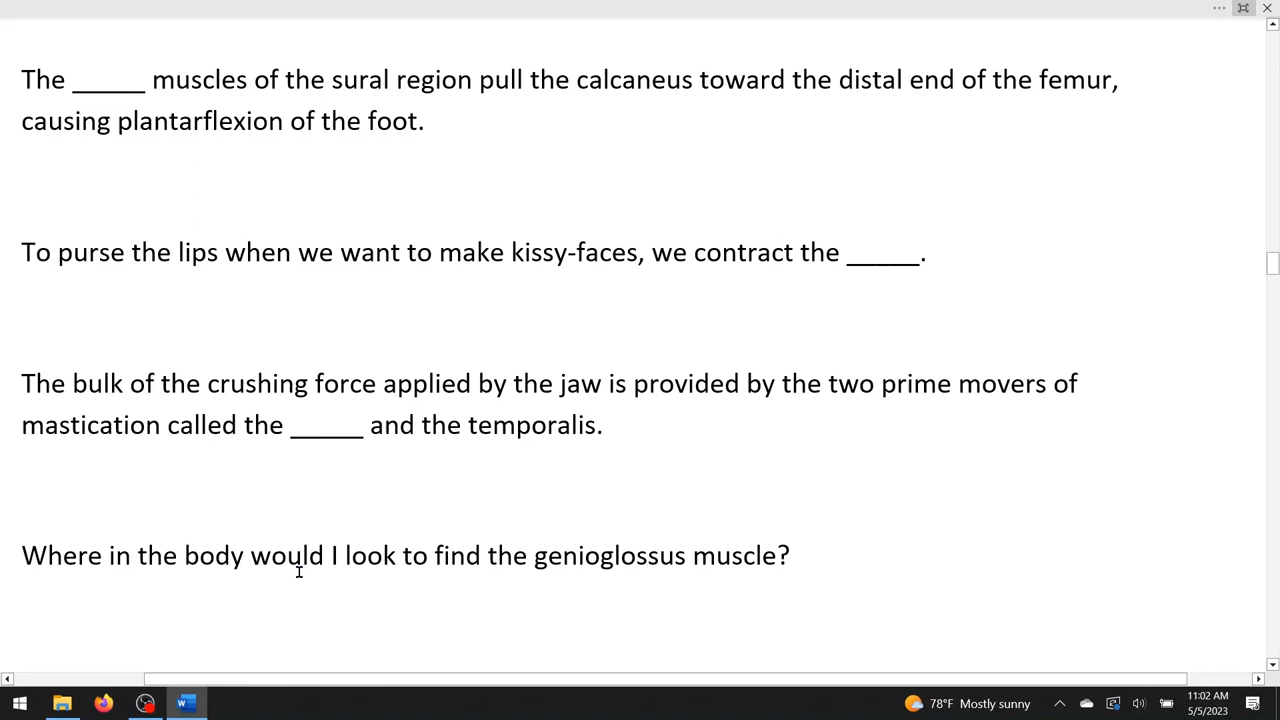 The _____ muscles of the sural region pull the calcaneus toward the distal end of the femur,
causing plantarflexion of the foot.
To purse the lips when we want to make kissy-faces, we contract the _____.
The bulk of the crushing force applied by the jaw is provided by the two prime movers of
mastication called the _____ and the temporalis.
Where in the body would I look to find the genioglossus muscle?
78°F Mostly sunny
11:02 AM
5/5/2023